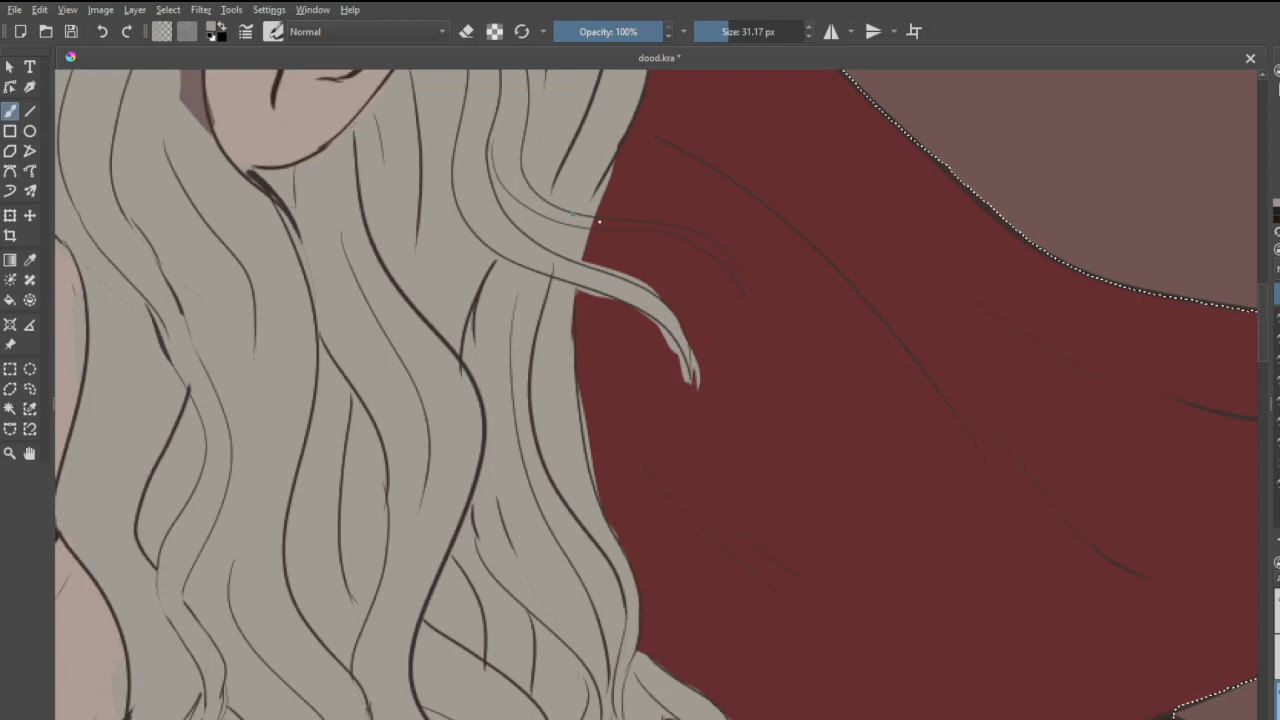 File Edit View Image Layer Select Filter Tools Settings Window Help
Normal Opacity: 100% Size: 31.17 px
dood.kra *